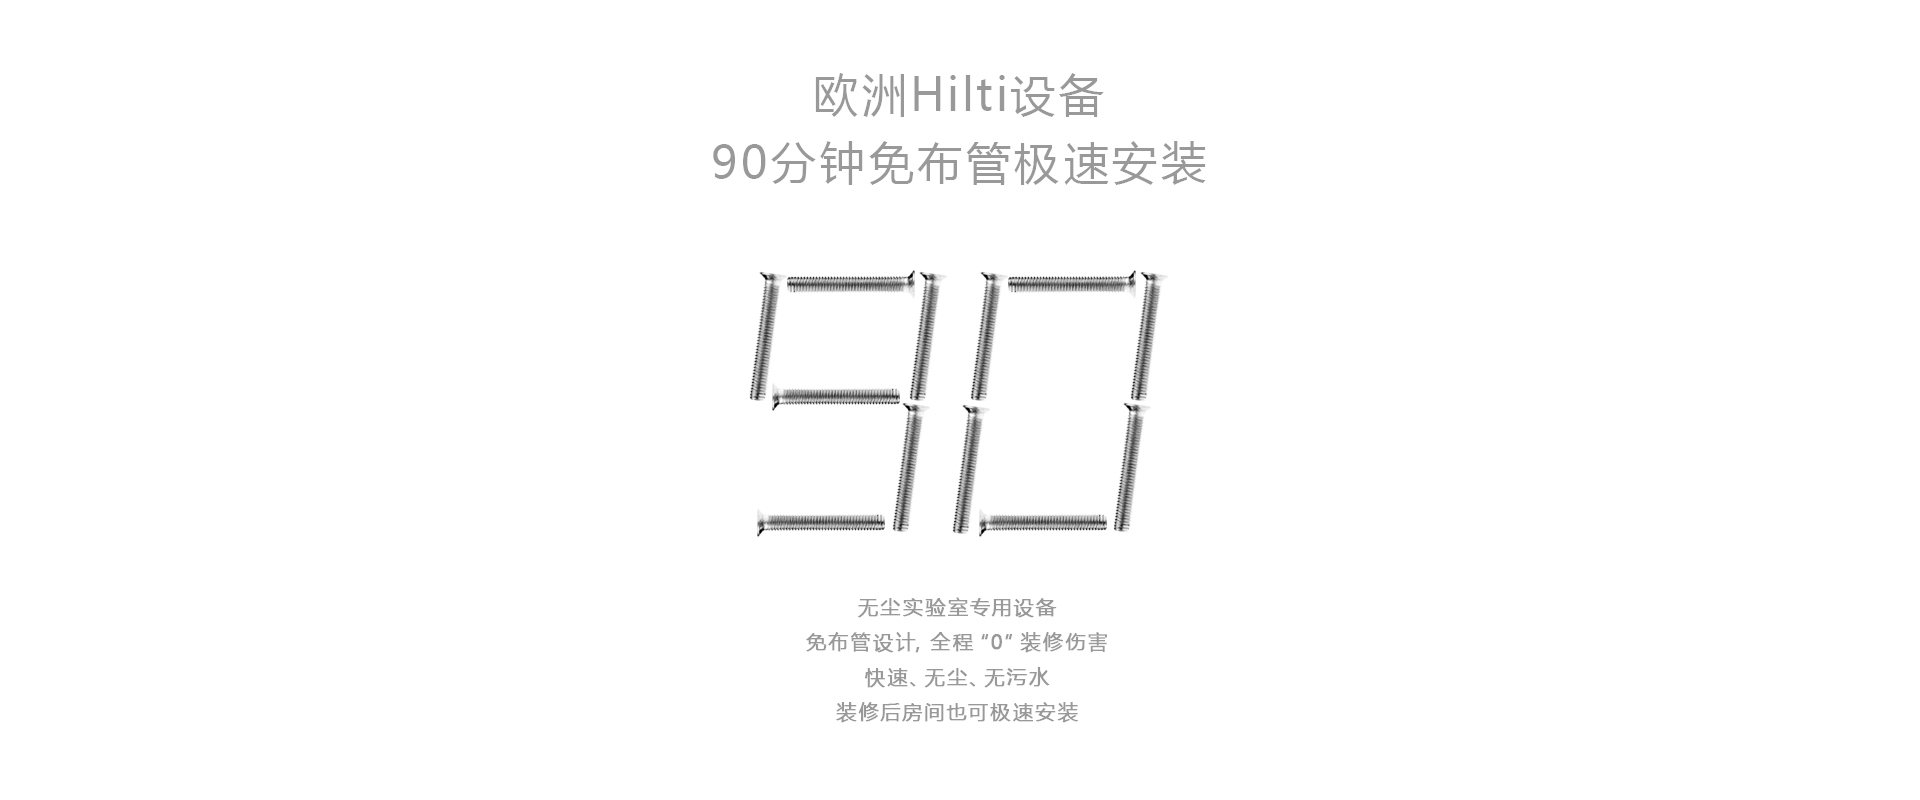 欧洲Hilti设备
90分钟免布管极速安装
90
无尘实验室专用设备
免布管设计, 全程 “0” 装修伤害
快速、无尘、无污水
装修后房间也可极速安装